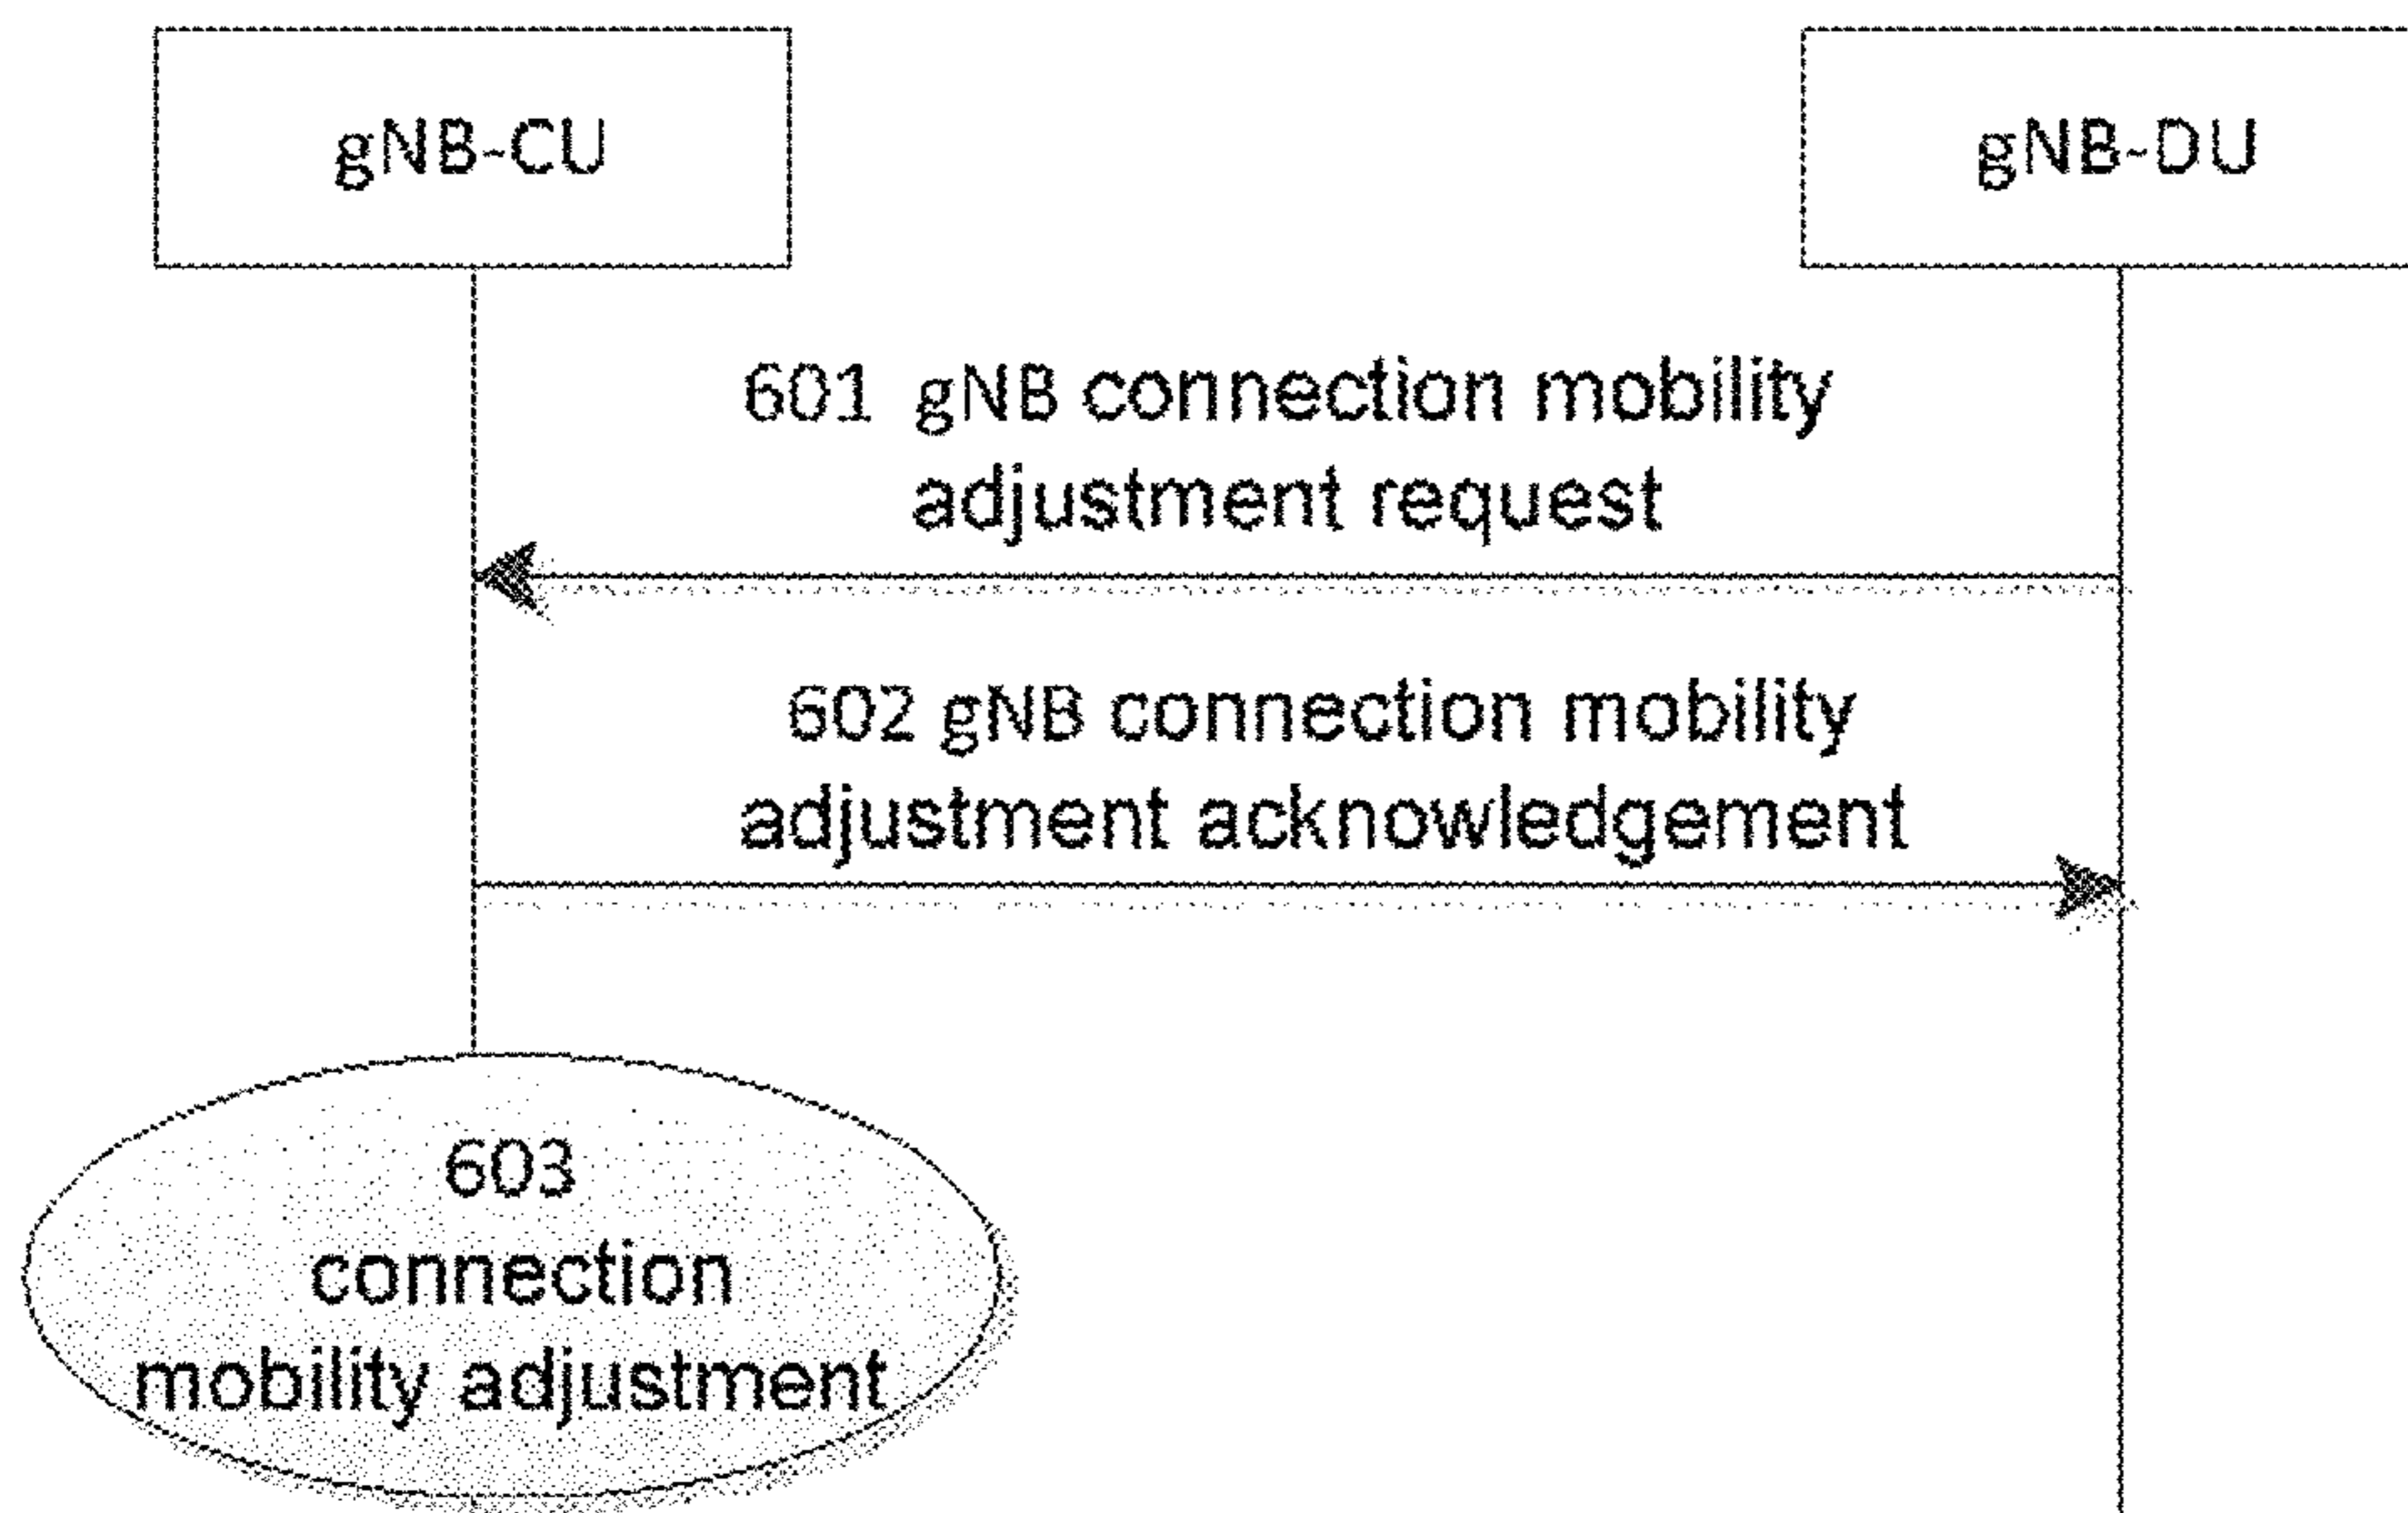 gNB-CU
gNB-DU
601 gNB connection mobility
adjustment request
602 gNB connection mobility
adjustment acknowledgement
603
connection
mobility adjustment